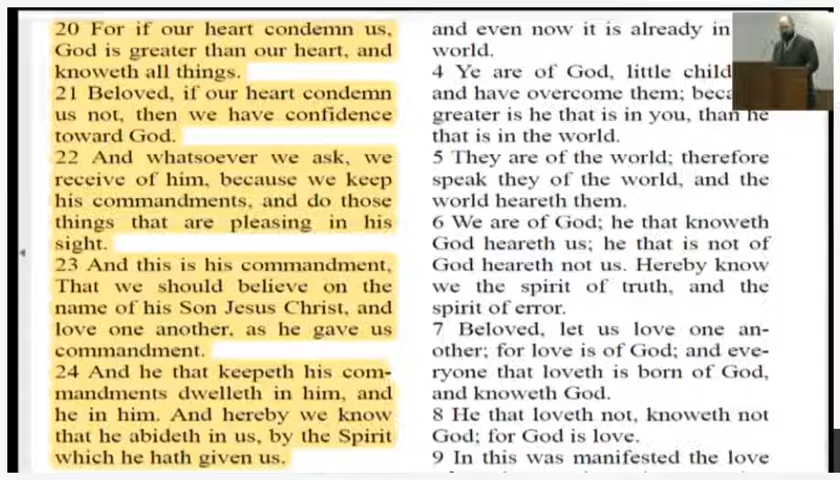 20 For if our heart condemn us,
God is greater than our heart, and
knoweth all things.
21 Beloved, if our heart condemn
us not, then we have confidence
toward God.
22 And whatsoever we ask, we
receive of him, because we keep
his commandments, and do those
things that are pleasing in his
sight.
23 And this is his commandment,
That we should believe on the
name of his Son Jesus Christ, and
love one another, as he gave us
commandment.
24 And he that keepeth his com-
mandments dwelleth in him, and
he in him. And hereby we know
that he abideth in us, by the Spirit
which he hath given us.
and even now it is already in
world.
4 Ye are of God, little child
and have overcome them; beca
greater is he that is in you, than he
that is in the world.
5 They are of the world; therefore
speak they of the world, and the
world heareth them.
6 We are of God; he that knoweth
God heareth us; he that is not of
God heareth not us. Hereby know
we the spirit of truth, and the
spirit of error.
7 Beloved, let us love one an-
other; for love is of God; and eve-
ryone that loveth is born of God,
and knoweth God.
8 He that loveth not, knoweth not
God; for God is love.
9 In this was manifested the love